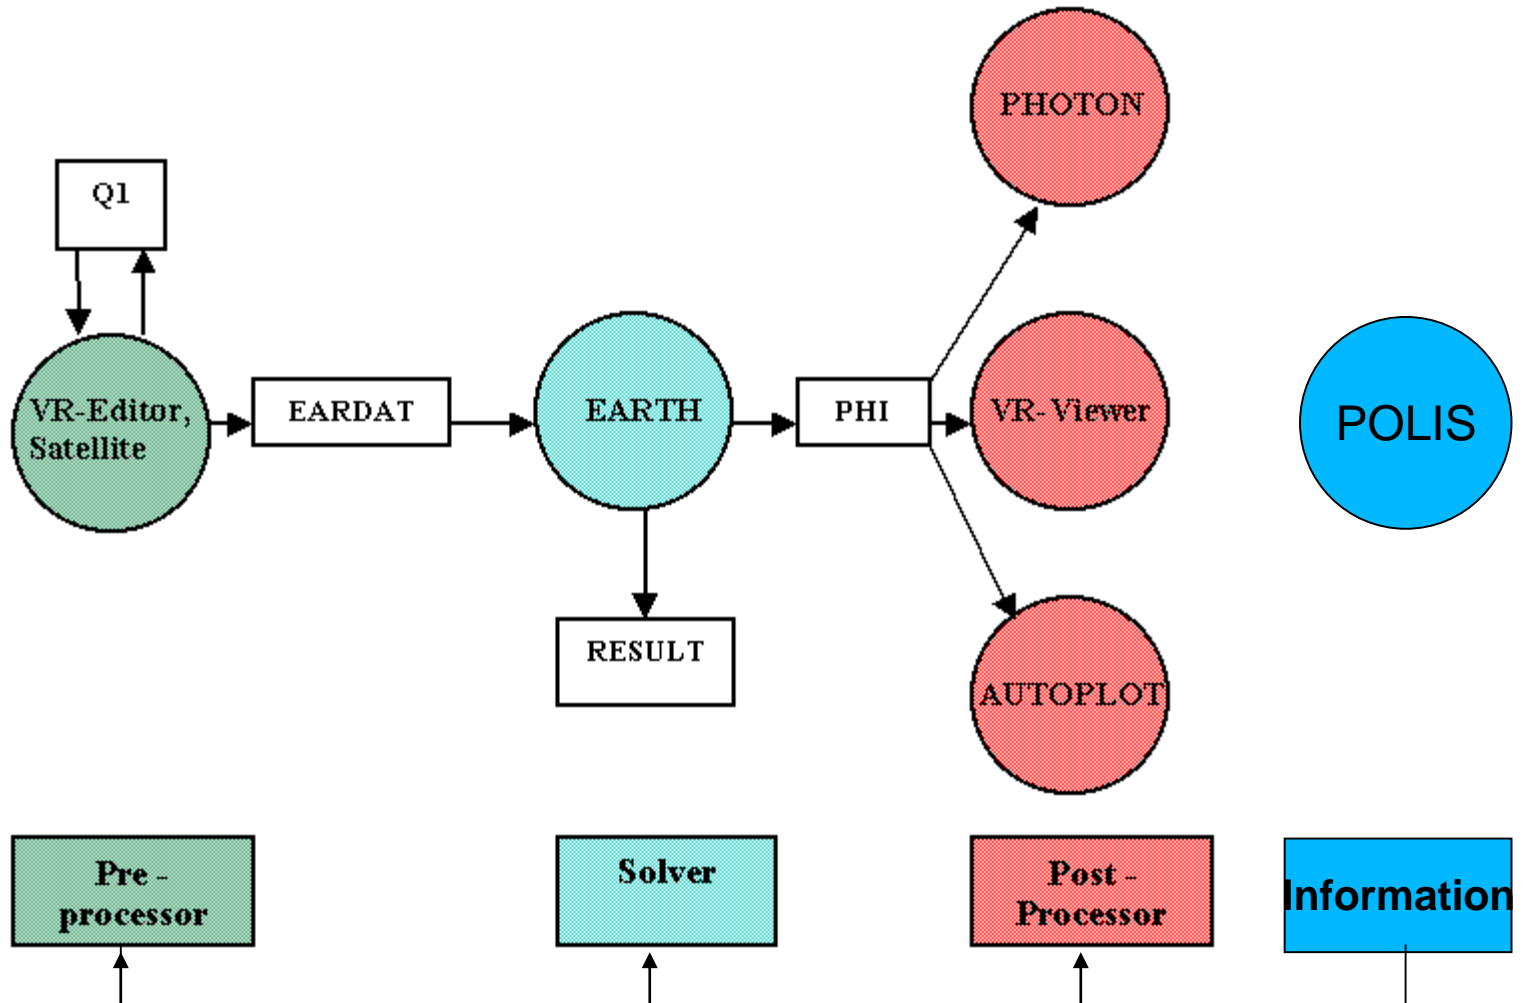 PHOTON
Q1
VR-Editor,
Satellite
EARDAT
EARTH
PHI
VR-Viewer
POLIS
RESULT
AUTOPLOT
Pre -
processor
Solver
Post -
Processor
Information